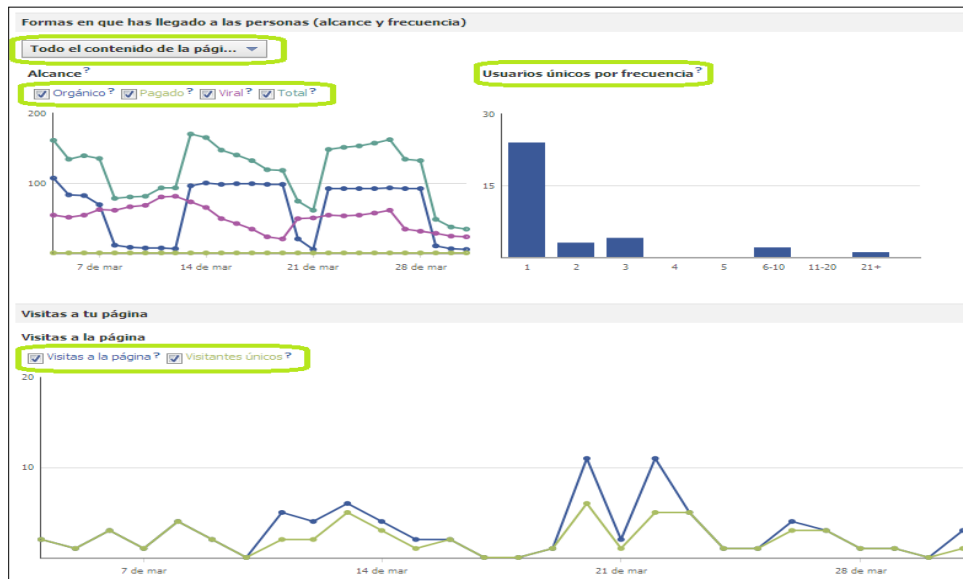 Formas en que has llegado a las personas (alcance y frecuencia)
Todo el contenido de la pági...
Alcance?
Usuarios únicos por frecuencia?
Orgánico? Pagado? Viral? Total?
200
100
7 de mar 14 de mar 21 de mar 28 de mar
30
15
1 2 3 4 5 6-10 11-20 21+
Visitas a tu página
Visitas a la página
Visitas a la página? Visitantes únicos?
20
10
7 de mar 14 de mar 21 de mar 28 de mar